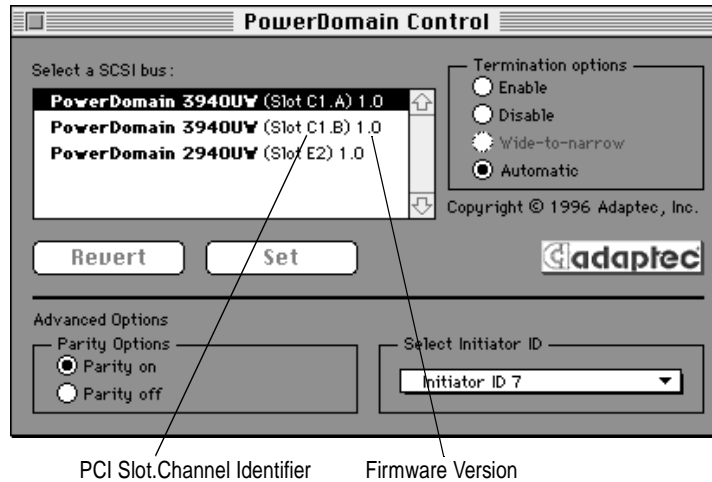 PowerDomain Control
Select a SCSI bus:
PowerDomain 3940UW (Slot C1.A) 1.0
PowerDomain 3940UW (Slot C1.B) 1.0
PowerDomain 2940UW (Slot E2) 1.0
Termination options
Enable
Disable
Wide-to-narrow
Automatic
Copyright © 1996 Adaptec, Inc.
Revert
Set
adaptec
Advanced Options
Parity Options
Parity on
Parity off
Select Initiator ID
Initiator ID 7
PCI Slot.Channel Identifier
Firmware Version